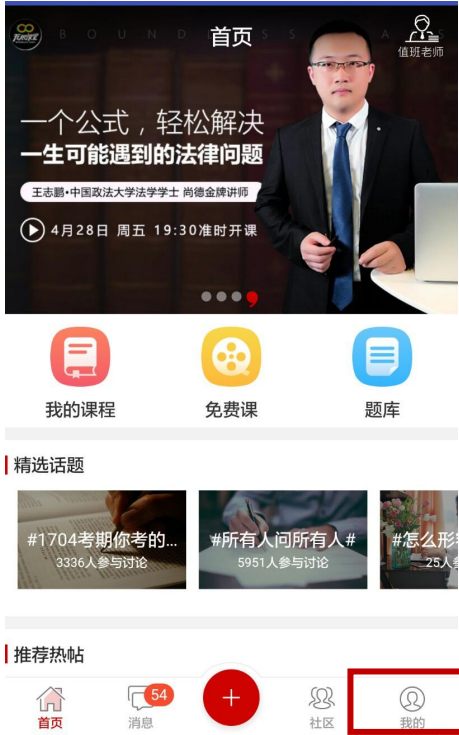 BOUNDLESS
首页
值班老师
一个公式，轻松解决
一生可能遇到的法律问题
王志鹏•中国政法大学法学学士 尚德金牌讲师
4月28日 周五 19:30准时开课
我的课程
免费课
题库
精选话题
#1704考期你考的...
3336人参与讨论
#所有人问所有人#
5951人参与讨论
#怎么形
25人
推荐热帖
首页
54
消息
+
社区
我的